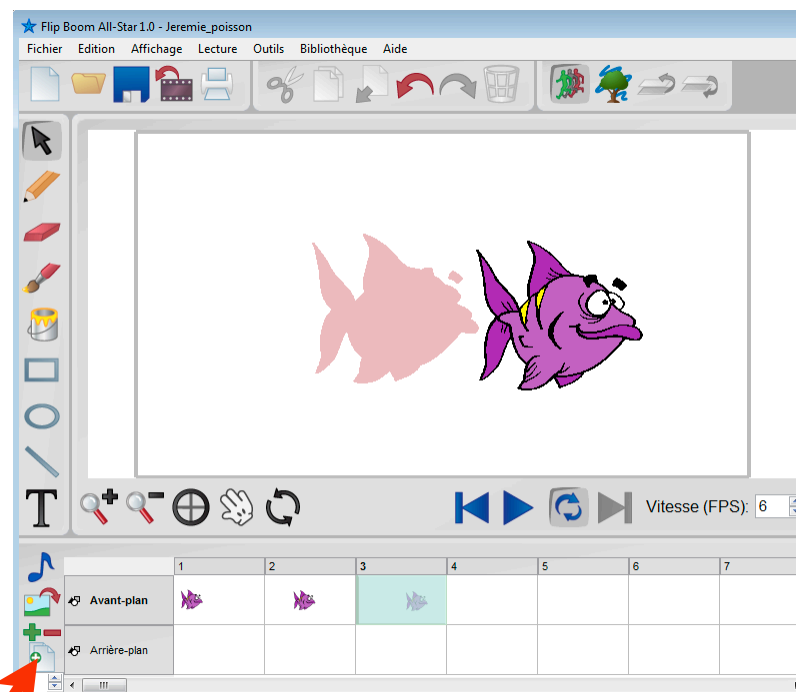 Flip Boom All-Star 1.0 - Jeremie_poisson
Fichier Edition Affichage Lecture Outils Bibliothèque Aide
T
Vitesse (FPS): 6
1 2 3 4 5 6 7
Avant-plan
Arrière-plan